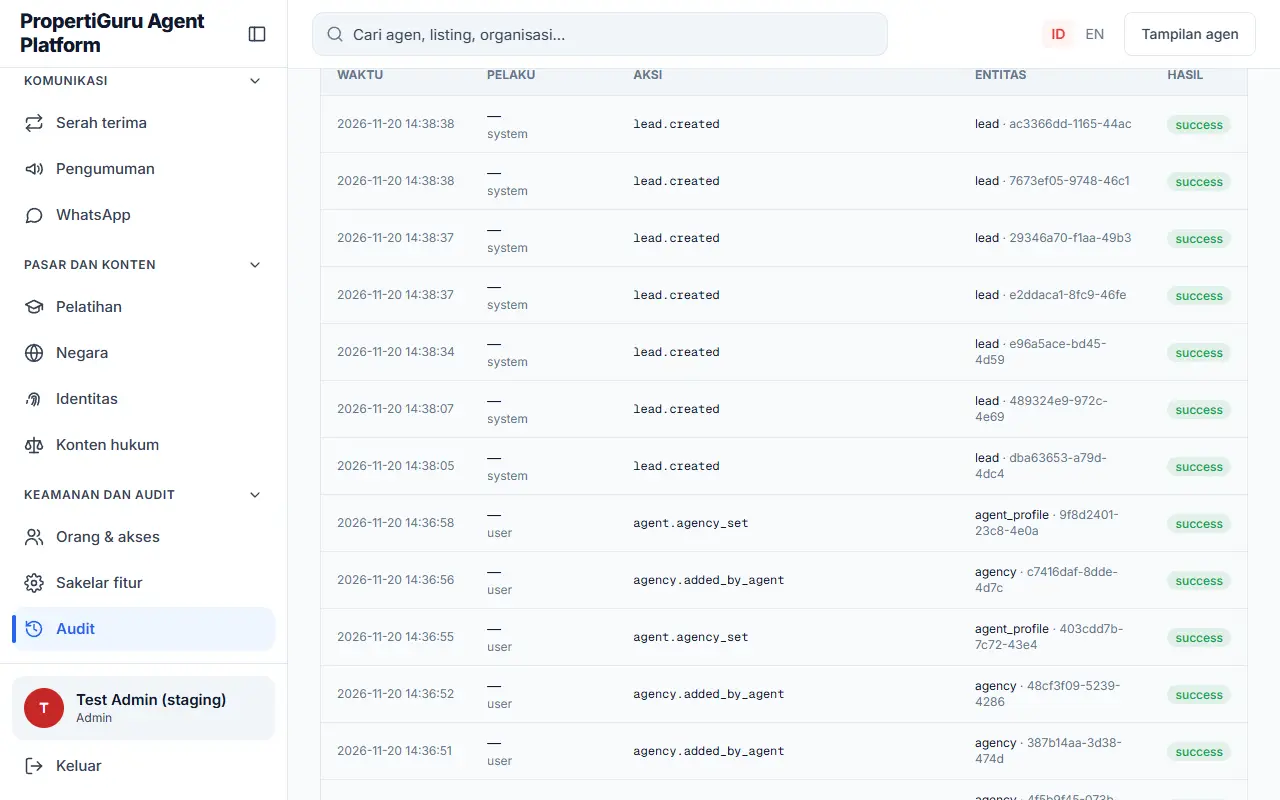 PropertiGuru Agent
Platform
Cari agen, listing, organisasi...
ID
EN
Tampilan agen
KOMUNIKASI
Serah terima
Pengumuman
WhatsApp
PASAR DAN KONTEN
Pelatihan
Negara
Identitas
Konten hukum
KEAMANAN DAN AUDIT
Orang & akses
Sakelar fitur
Audit
T
Test Admin (staging)
Admin
Keluar
WAKTU PELAKU AKSI ENTITAS HASIL
2026-11-20 14:38:38 — lead.created lead · ac3366dd-1165-44ac success
system
2026-11-20 14:38:38 — lead.created lead · 7673ef05-9748-46c1 success
system
2026-11-20 14:38:37 — lead.created lead · 29346a70-f1aa-49b3 success
system
2026-11-20 14:38:37 — lead.created lead · e2ddaca1-8fc9-46fe success
system
2026-11-20 14:38:34 — lead.created lead · e96a5ace-bd45- success
system 4d59
2026-11-20 14:38:07 — lead.created lead · 489324e9-972c- success
system 4e69
2026-11-20 14:38:05 — lead.created lead · dba63653-a79d- success
system 4dc4
2026-11-20 14:36:58 — agent.agency_set agent_profile · 9f8d2401- success
user 23c8-4e0a
2026-11-20 14:36:56 — agency.added_by_agent agency · c7416daf-8dde- success
user 4d7c
2026-11-20 14:36:55 — agent.agency_set agent_profile · 403cdd7b- success
user 7c72-43e4
2026-11-20 14:36:52 — agency.added_by_agent agency · 48cf3f09-5239- success
user 4286
2026-11-20 14:36:51 — agency.added_by_agent agency · 387b14aa-3d38- success
user 474d
agency · 4f5b9f45-073b-